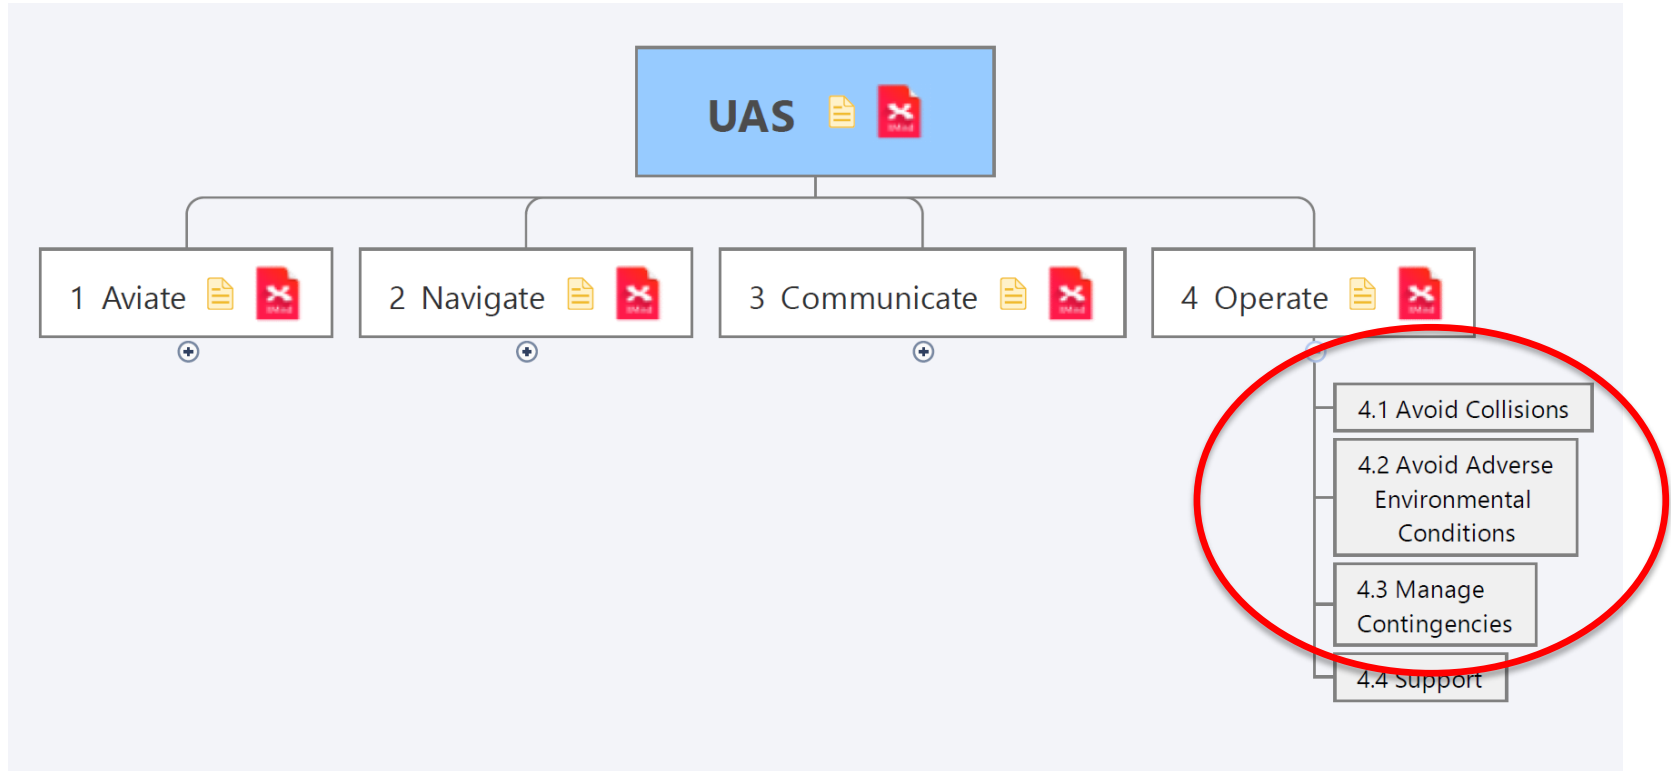 UAS
1 Aviate
2 Navigate
3 Communicate
4 Operate
4.1 Avoid Collisions
4.2 Avoid Adverse
Environmental
Conditions
4.3 Manage
Contingencies
4.4 Support